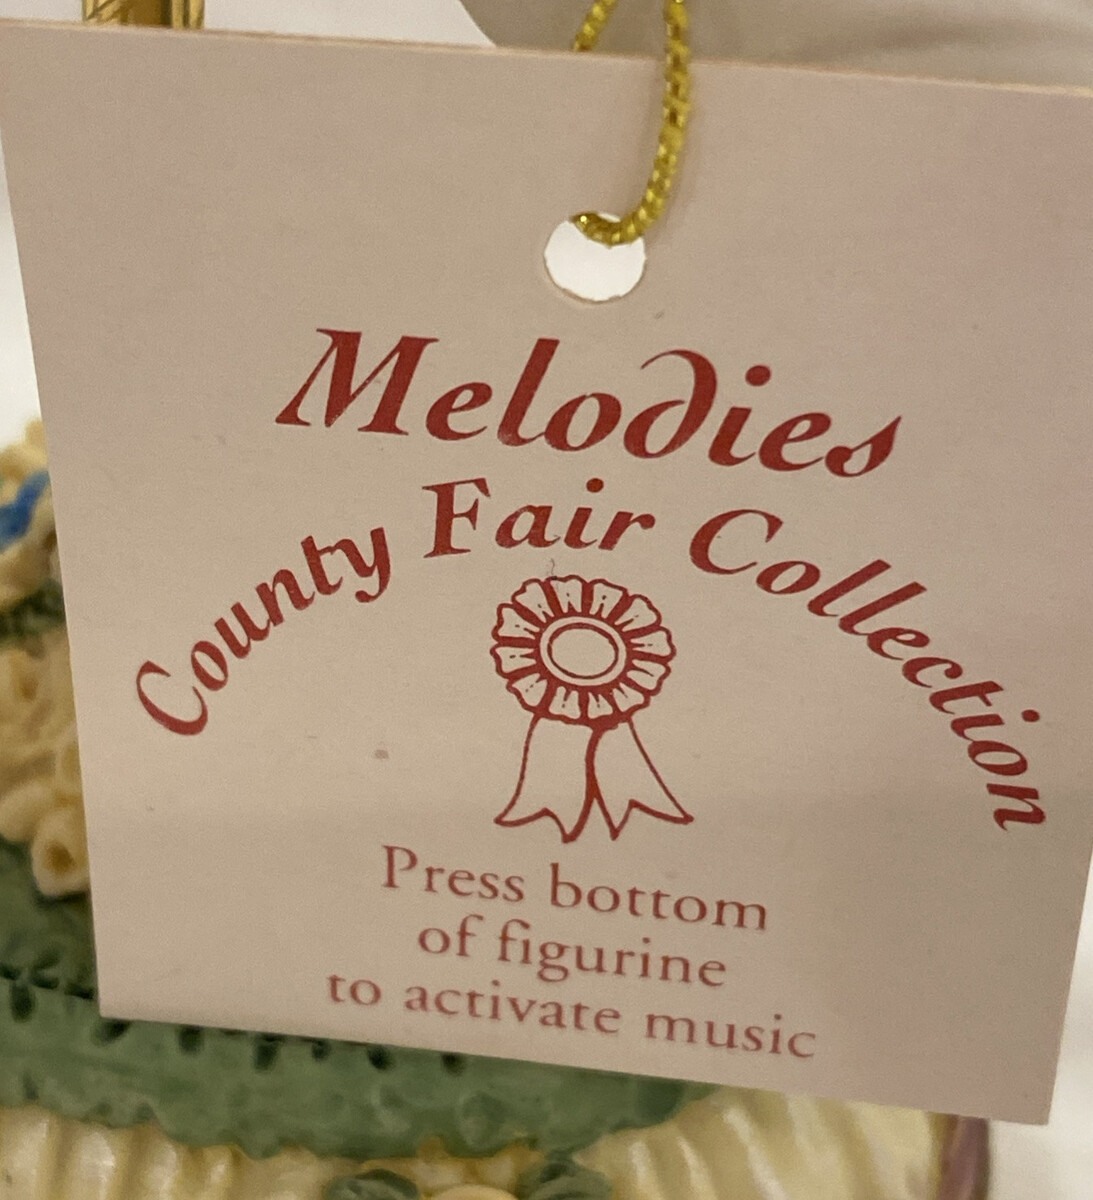 Melodies
County Fair Collection
Press bottom
of figurine
to activate music